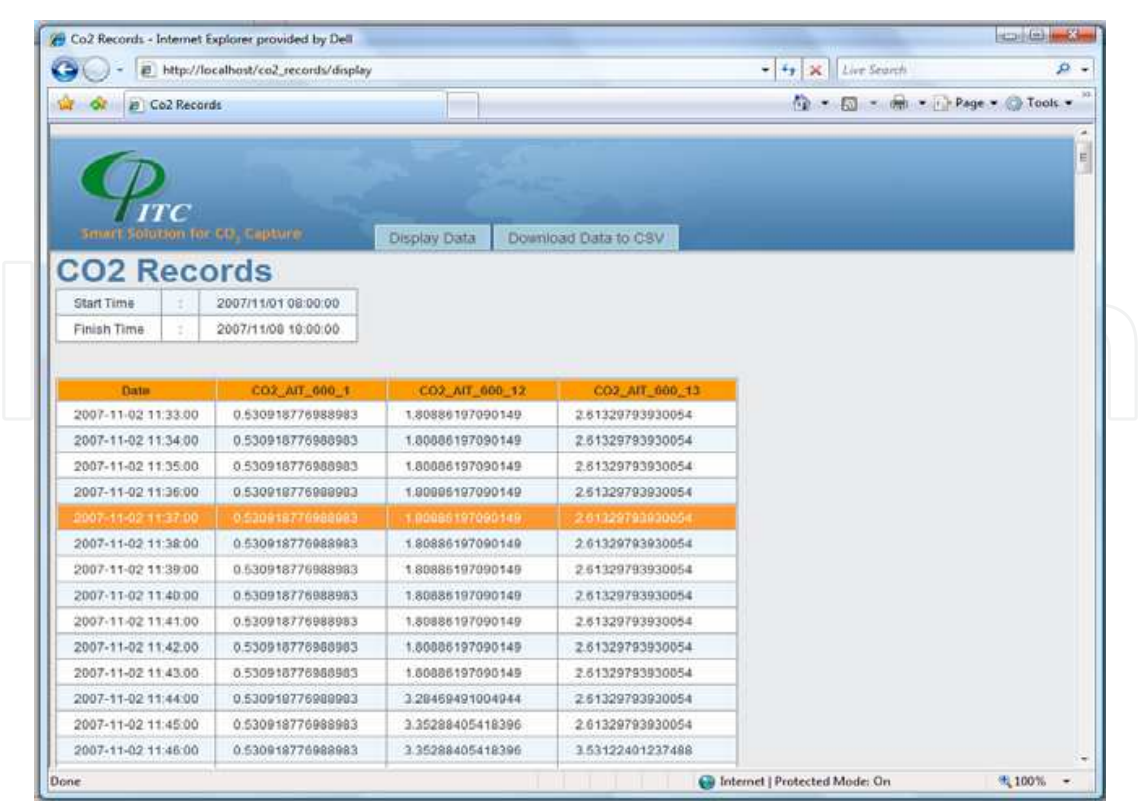 Co2 Records - Internet Explorer provided by Dell
http://localhost/co2_records/display
Live Search
Co2 Records
Page
Tools
ITC
Smart Solution for CO2 Capture
Display Data
Download Data to CSV
CO2 Records
Start Time : 2007/11/01 08:00:00
Finish Time : 2007/11/08 18:00:00
Date CO2_AIT_600_1 CO2_AIT_600_12 CO2_AIT_600_13
2007-11-02 11:33:00 0.530918776988983 1.80886197090149 2.61329793930054
2007-11-02 11:34:00 0.530918776988983 1.80886197090149 2.61329793930054
2007-11-02 11:35:00 0.530918776988983 1.80886197090149 2.61329793930054
2007-11-02 11:36:00 0.530918776988983 1.80886197090149 2.61329793930054
2007-11-02 11:37:00 0.530918776988983 1.80886197090149 2.61329793930054
2007-11-02 11:38:00 0.530918776988983 1.80886197090149 2.61329793930054
2007-11-02 11:39:00 0.530918776988983 1.80886197090149 2.61329793930054
2007-11-02 11:40:00 0.530918776988983 1.80886197090149 2.61329793930054
2007-11-02 11:41:00 0.530918776988983 1.80886197090149 2.61329793930054
2007-11-02 11:42:00 0.530918776988983 1.80886197090149 2.61329793930054
2007-11-02 11:43:00 0.530918776988983 1.80886197090149 2.61329793930054
2007-11-02 11:44:00 0.530918776988983 3.28469491004944 2.61329793930054
2007-11-02 11:45:00 0.530918776988983 3.35288405418396 2.61329793930054
2007-11-02 11:46:00 0.530918776988983 3.35288405418396 3.53122401237488
Done
Internet | Protected Mode: On
100%